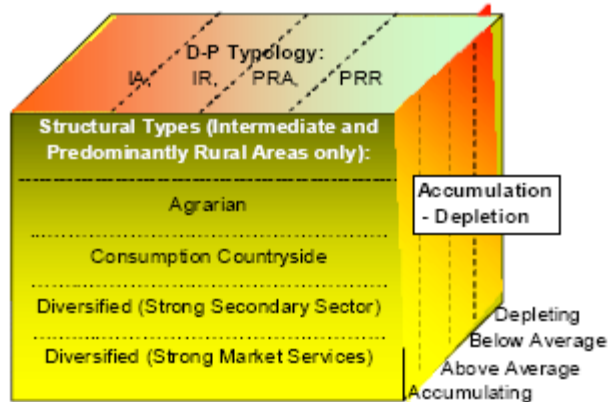 D-P Typology:
IA, IR, PRA, PRR
Structural Types (Intermediate and
Predominantly Rural Areas only):
Agrarian
Consumption Countryside
Diversified (Strong Secondary Sector)
Diversified (Strong Market Services)
Accumulation
- Depletion
Depleting
Below Average
Above Average
Accumulating